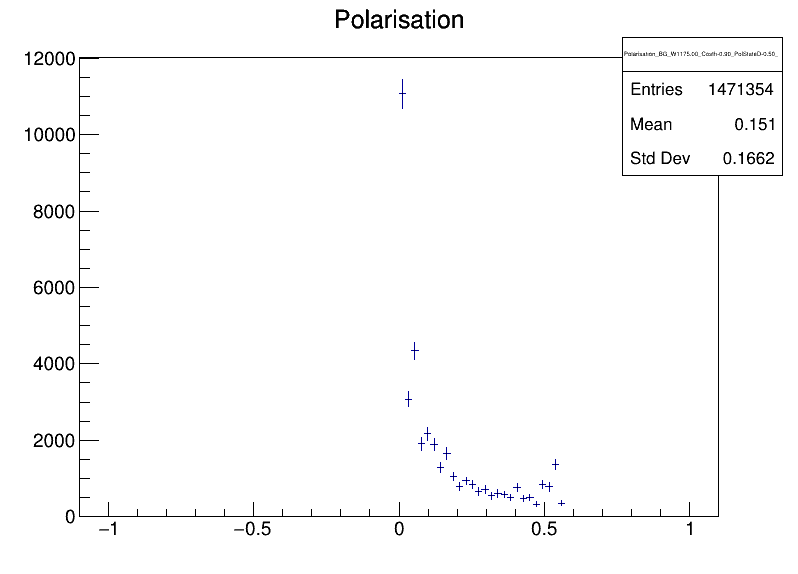 Polarisation
Polarisation_BG_W1175.00_Costh-0.90_PolStateD-0.50_
Entries 1471354
Mean 0.151
Std Dev 0.1662
12000
10000
8000
6000
4000
2000
0
−1 −0.5 0 0.5 1